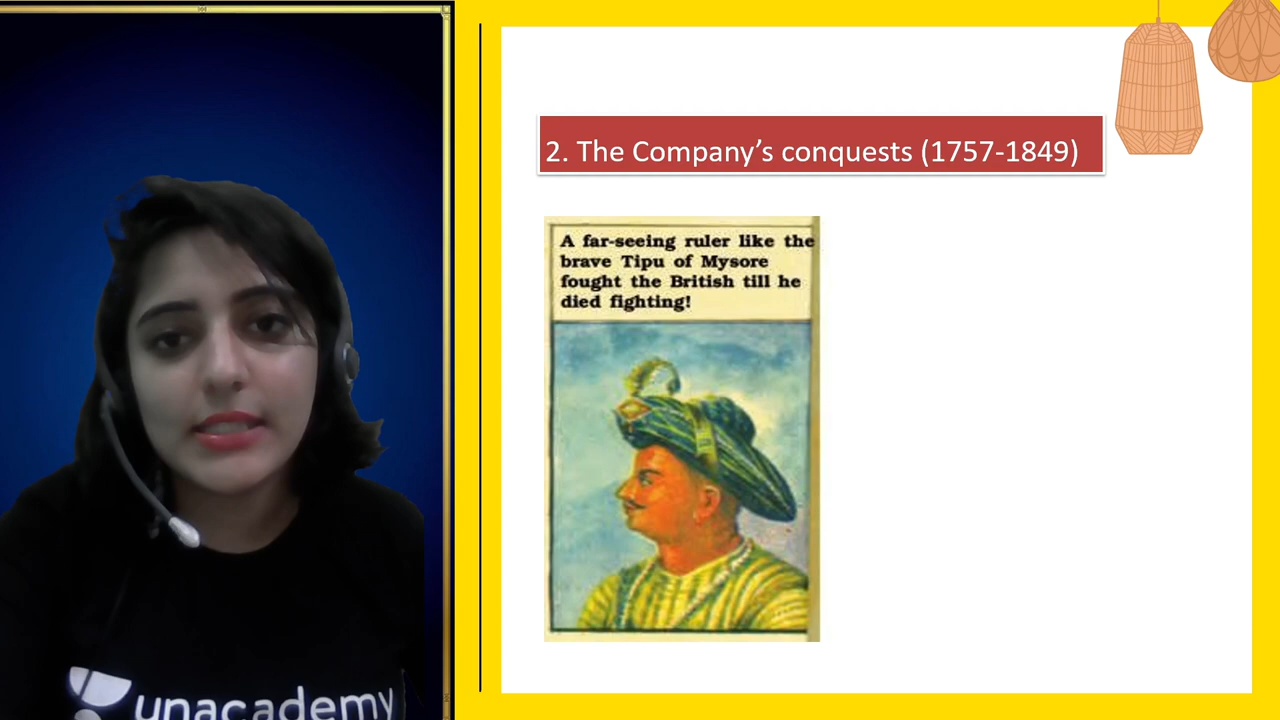 2. The Company’s conquests (1757-1849)
A far-seeing ruler like the
brave Tipu of Mysore
fought the British till he
died fighting!
unacademy